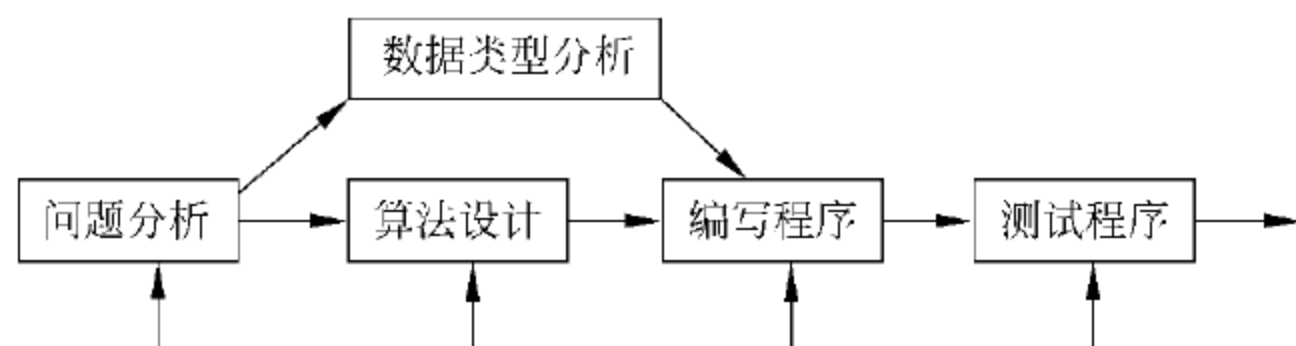 数据类型分析
问题分析
算法设计
编写程序
测试程序